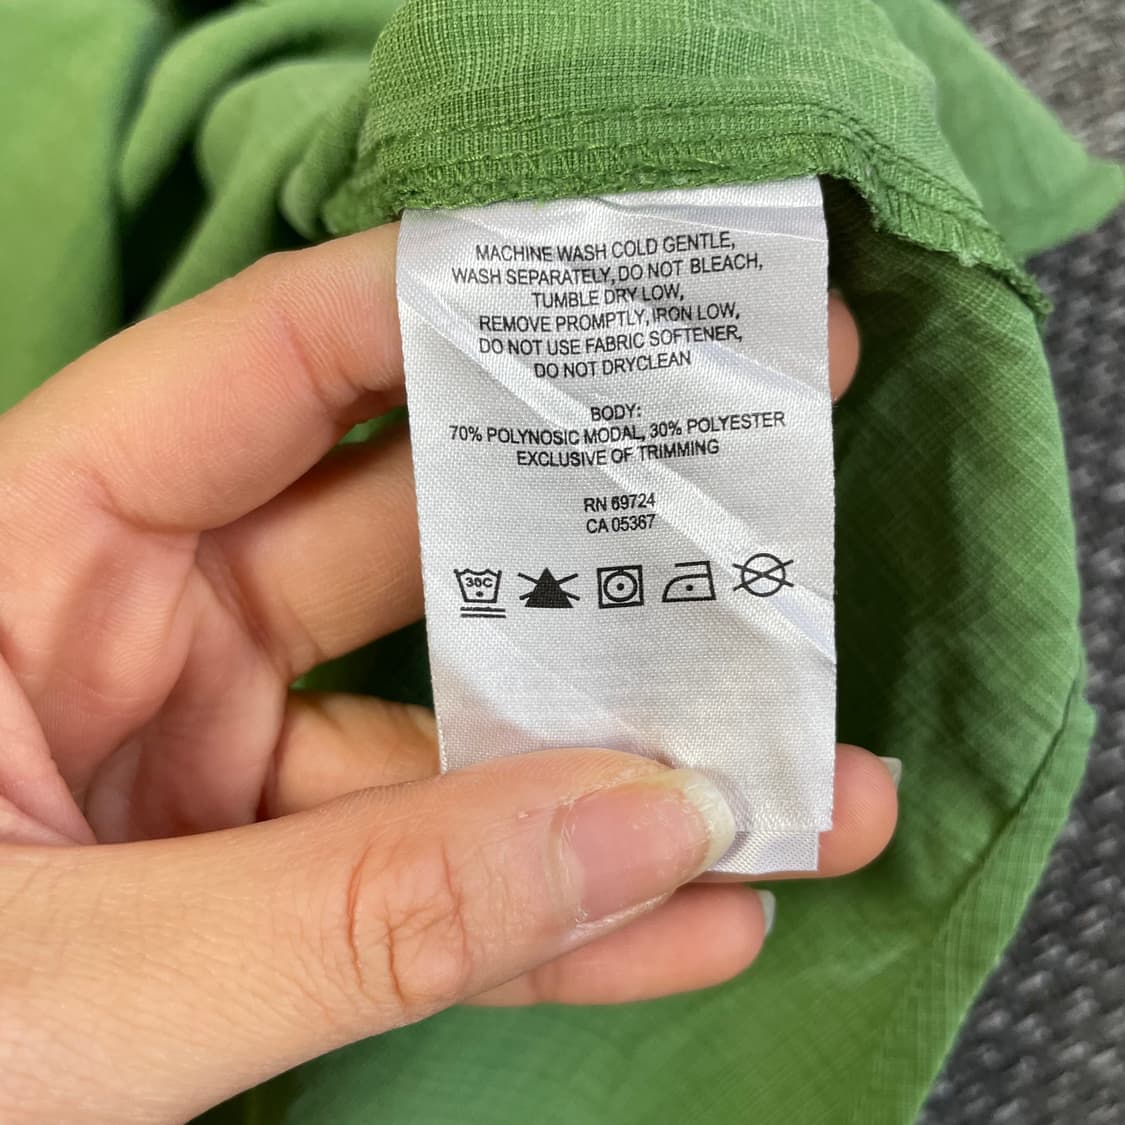 MACHINE WASH COLD GENTLE,
WASH SEPARATELY, DO NOT BLEACH,
TUMBLE DRY LOW,
REMOVE PROMPTLY, IRON LOW,
DO NOT USE FABRIC SOFTENER,
DO NOT DRYCLEAN
BODY:
70% POLYNOSIC MODAL, 30% POLYESTER
EXCLUSIVE OF TRIMMING
RN 69724
CA 05367
30C